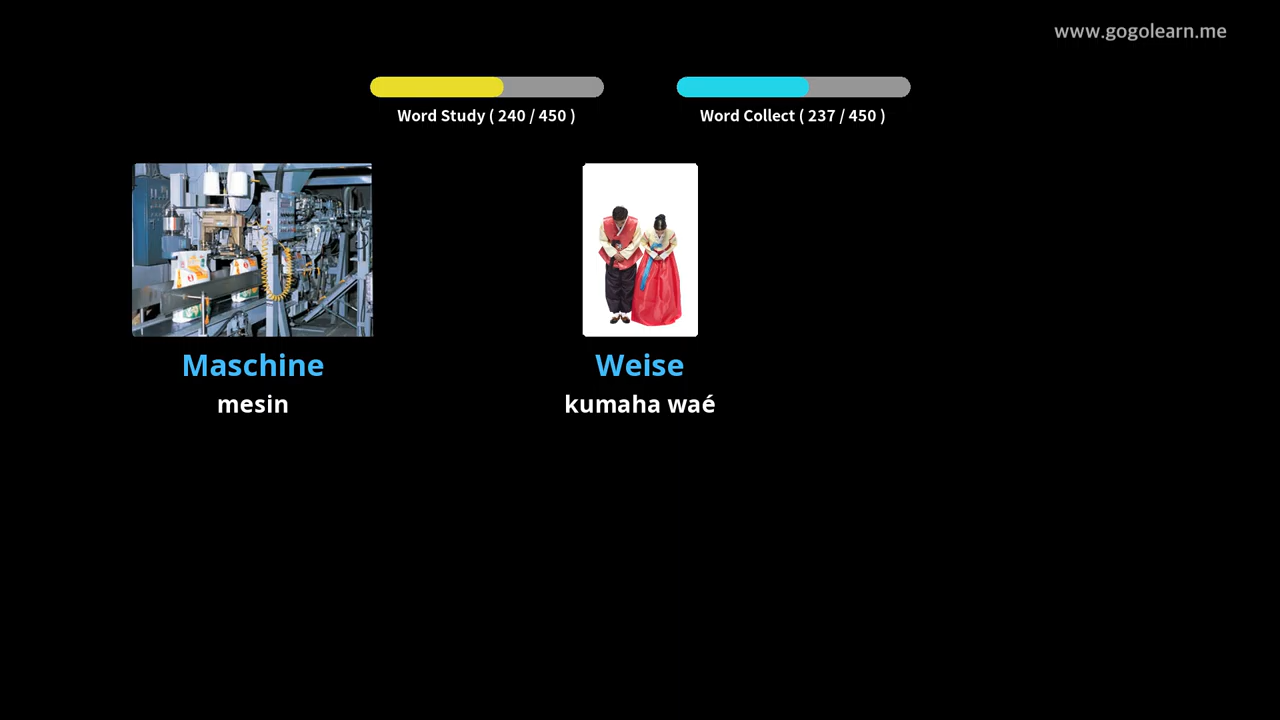 www.gogolearn.me
Word Study ( 240 / 450 )
Word Collect ( 237 / 450 )
Maschine
mesin
Weise
kumaha waé